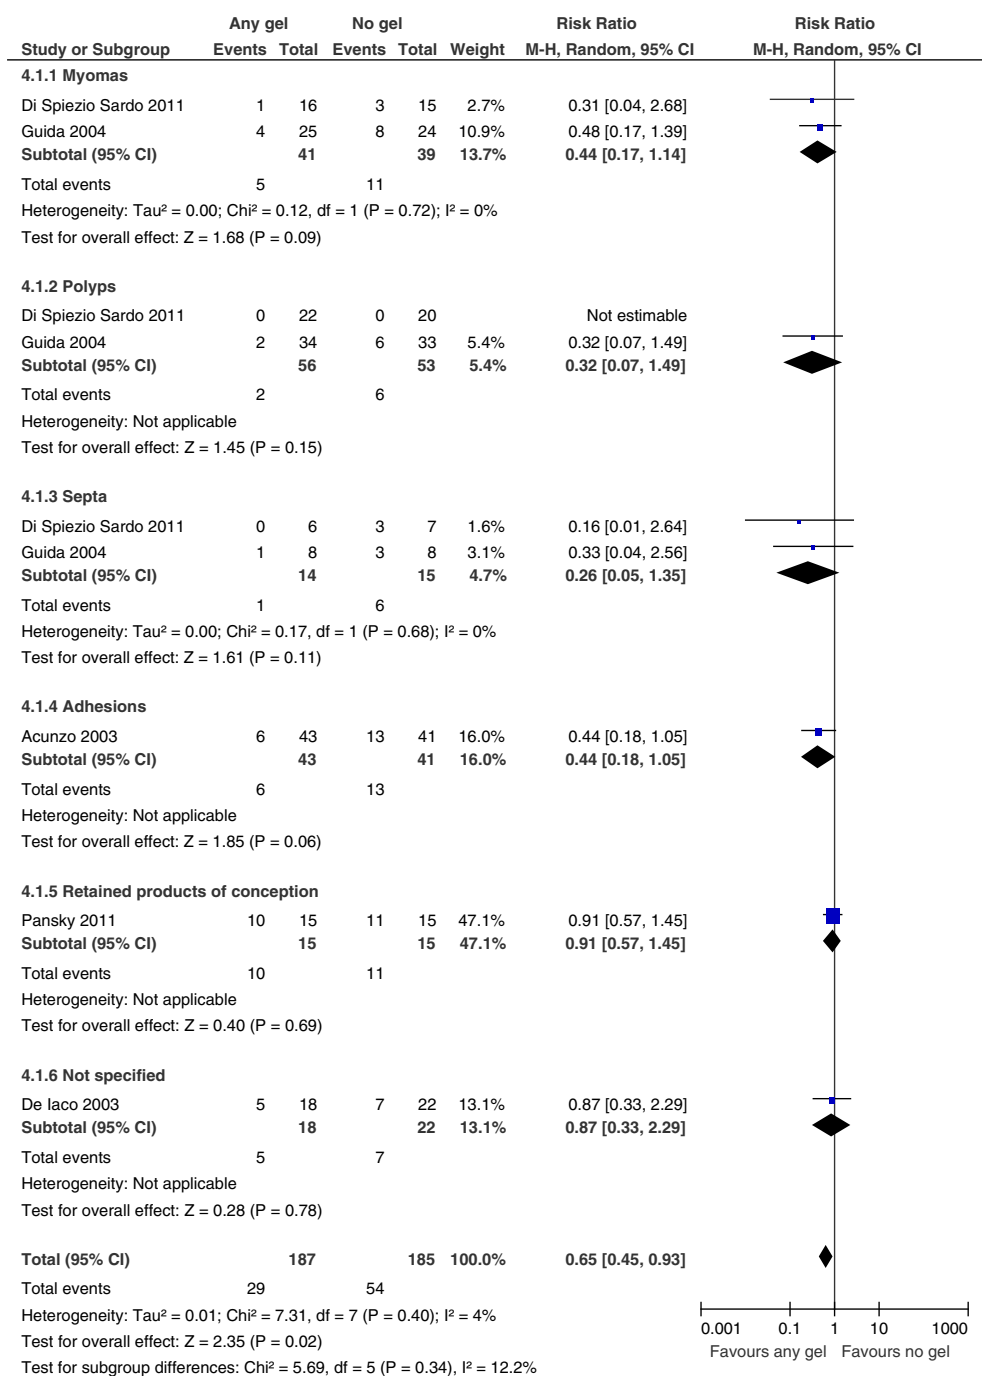 Any gel No gel Risk Ratio Risk Ratio
Study or Subgroup Events Total Events Total Weight M-H, Random, 95% CI M-H, Random, 95% CI
4.1.1 Myomas
Di Spiezio Sardo 2011 1 16 3 15 2.7% 0.31 [0.04, 2.68]
Guida 2004 4 25 8 24 10.9% 0.48 [0.17, 1.39]
Subtotal (95% CI) 41 39 13.7% 0.44 [0.17, 1.14]
Total events 5 11
Heterogeneity: Tau² = 0.00; Chi² = 0.12, df = 1 (P = 0.72); I² = 0%
Test for overall effect: Z = 1.68 (P = 0.09)
4.1.2 Polyps
Di Spiezio Sardo 2011 0 22 0 20 Not estimable
Guida 2004 2 34 6 33 5.4% 0.32 [0.07, 1.49]
Subtotal (95% CI) 56 53 5.4% 0.32 [0.07, 1.49]
Total events 2 6
Heterogeneity: Not applicable
Test for overall effect: Z = 1.45 (P = 0.15)
4.1.3 Septa
Di Spiezio Sardo 2011 0 6 3 7 1.6% 0.16 [0.01, 2.64]
Guida 2004 1 8 3 8 3.1% 0.33 [0.04, 2.56]
Subtotal (95% CI) 14 15 4.7% 0.26 [0.05, 1.35]
Total events 1 6
Heterogeneity: Tau² = 0.00; Chi² = 0.17, df = 1 (P = 0.68); I² = 0%
Test for overall effect: Z = 1.61 (P = 0.11)
4.1.4 Adhesions
Acunzo 2003 6 43 13 41 16.0% 0.44 [0.18, 1.05]
Subtotal (95% CI) 43 41 16.0% 0.44 [0.18, 1.05]
Total events 6 13
Heterogeneity: Not applicable
Test for overall effect: Z = 1.85 (P = 0.06)
4.1.5 Retained products of conception
Pansky 2011 10 15 11 15 47.1% 0.91 [0.57, 1.45]
Subtotal (95% CI) 15 15 47.1% 0.91 [0.57, 1.45]
Total events 10 11
Heterogeneity: Not applicable
Test for overall effect: Z = 0.40 (P = 0.69)
4.1.6 Not specified
De Iaco 2003 5 18 7 22 13.1% 0.87 [0.33, 2.29]
Subtotal (95% CI) 18 22 13.1% 0.87 [0.33, 2.29]
Total events 5 7
Heterogeneity: Not applicable
Test for overall effect: Z = 0.28 (P = 0.78)
Total (95% CI) 187 185 100.0% 0.65 [0.45, 0.93]
Total events 29 54
Heterogeneity: Tau² = 0.01; Chi² = 7.31, df = 7 (P = 0.40); I² = 4%
Test for overall effect: Z = 2.35 (P = 0.02)
Test for subgroup differences: Chi² = 5.69, df = 5 (P = 0.34), I² = 12.2%
0.001 0.1 1 10 1000
Favours any gel Favours no gel